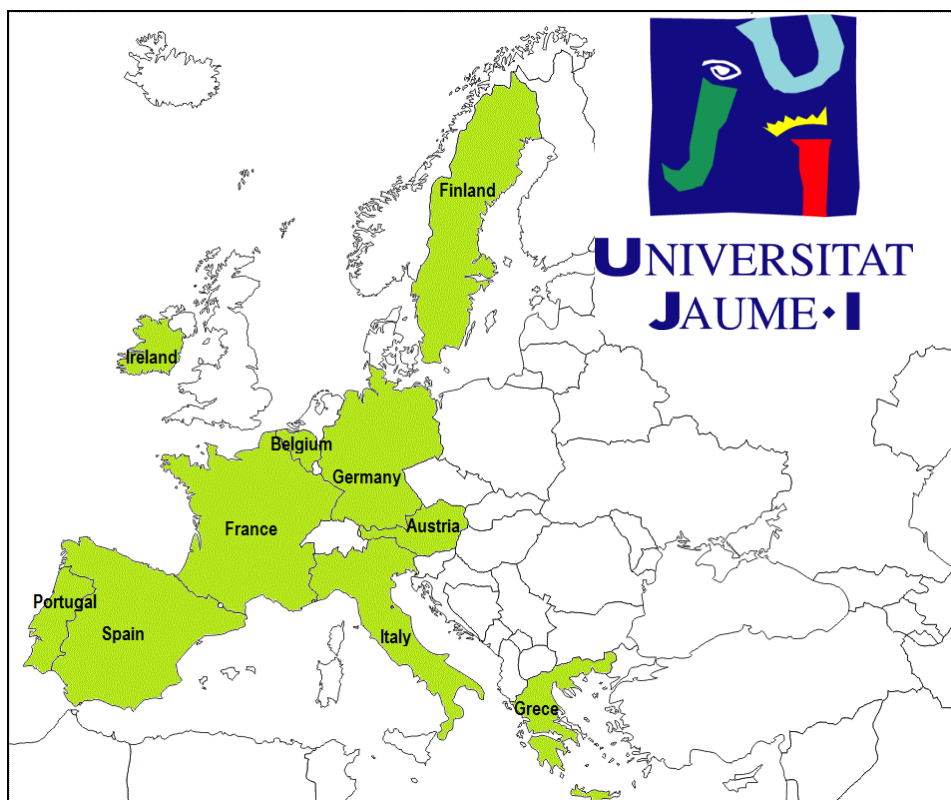 Finland
UNIVERSITAT
JAUME·I
Ireland
Belgium
Germany
France
Austria
Portugal
Spain
Italy
Grece